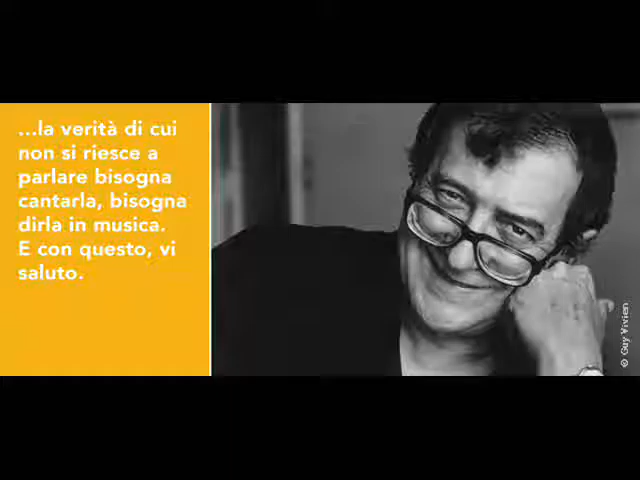 ...la verità di cui
non si riesce a
parlare bisogna
cantarla, bisogna
dirla in musica.
E con questo, vi
saluto.
© Guy Vivien